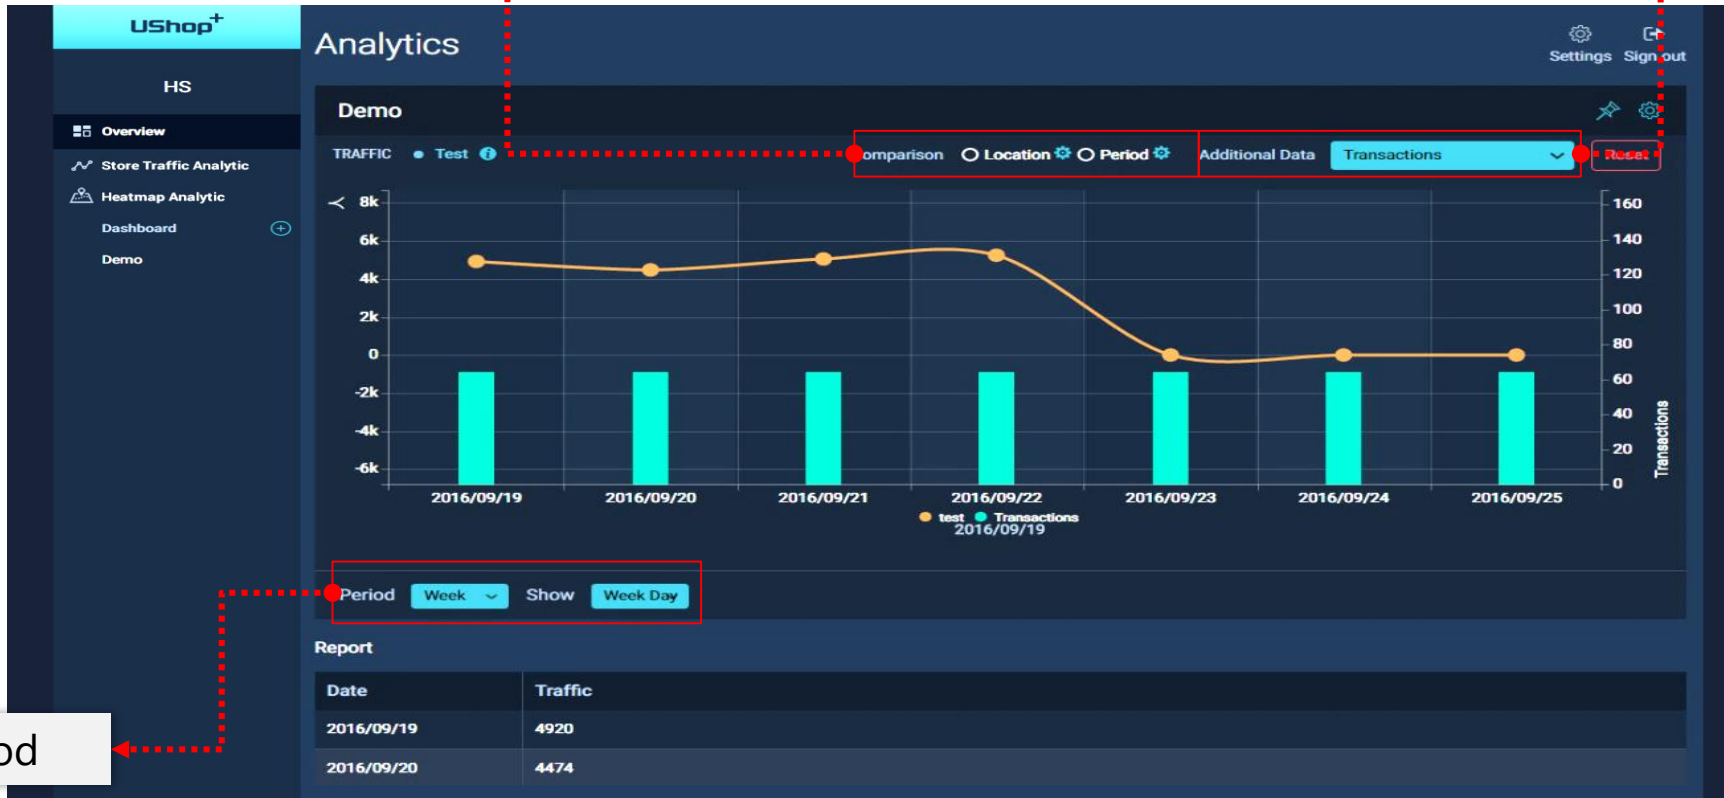 UShop+
Analytics
Settings Sign out
HS
Demo
Overview
TRAFFIC Test
Comparison Location Period Additional Data Transactions Reset
Store Traffic Analytic
Heatmap Analytic
Dashboard
Demo
8k
6k
4k
2k
0
-2k
-4k
-6k
160
140
120
100
80
60
40
20
0
Transactions
2016/09/19 2016/09/20 2016/09/21 2016/09/22 2016/09/23 2016/09/24 2016/09/25
test Transactions
2016/09/19
Period Week Show Week Day
Report
Date Traffic
2016/09/19 4920
2016/09/20 4474
od